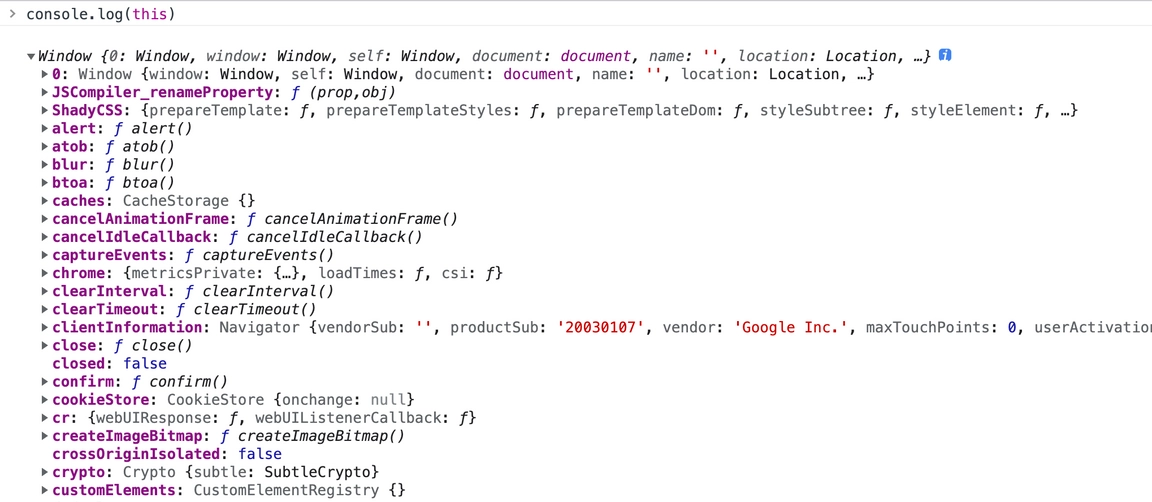 > console.log(this)
▼Window {0: Window, window: Window, self: Window, document: document, name: '', location: Location, …} i
▶0: Window {window: Window, self: Window, document: document, name: '', location: Location, …}
▶JSCompiler_renameProperty: ƒ (prop,obj)
▶ShadyCSS: {prepareTemplate: ƒ, prepareTemplateStyles: ƒ, prepareTemplateDom: ƒ, styleSubtree: ƒ, styleElement: ƒ, …}
▶alert: ƒ alert()
▶atob: ƒ atob()
▶blur: ƒ blur()
▶btoa: ƒ btoa()
▶caches: CacheStorage {}
▶cancelAnimationFrame: ƒ cancelAnimationFrame()
▶cancelIdleCallback: ƒ cancelIdleCallback()
▶captureEvents: ƒ captureEvents()
▶chrome: {metricsPrivate: {…}, loadTimes: ƒ, csi: ƒ}
▶clearInterval: ƒ clearInterval()
▶clearTimeout: ƒ clearTimeout()
▶clientInformation: Navigator {vendorSub: '', productSub: '20030107', vendor: 'Google Inc.', maxTouchPoints: 0, userActivation
▶close: ƒ close()
closed: false
▶confirm: ƒ confirm()
▶cookieStore: CookieStore {onchange: null}
▶cr: {webUIResponse: ƒ, webUIListenerCallback: ƒ}
▶createImageBitmap: ƒ createImageBitmap()
crossOriginIsolated: false
▶crypto: Crypto {subtle: SubtleCrypto}
▶customElements: CustomElementRegistry {}